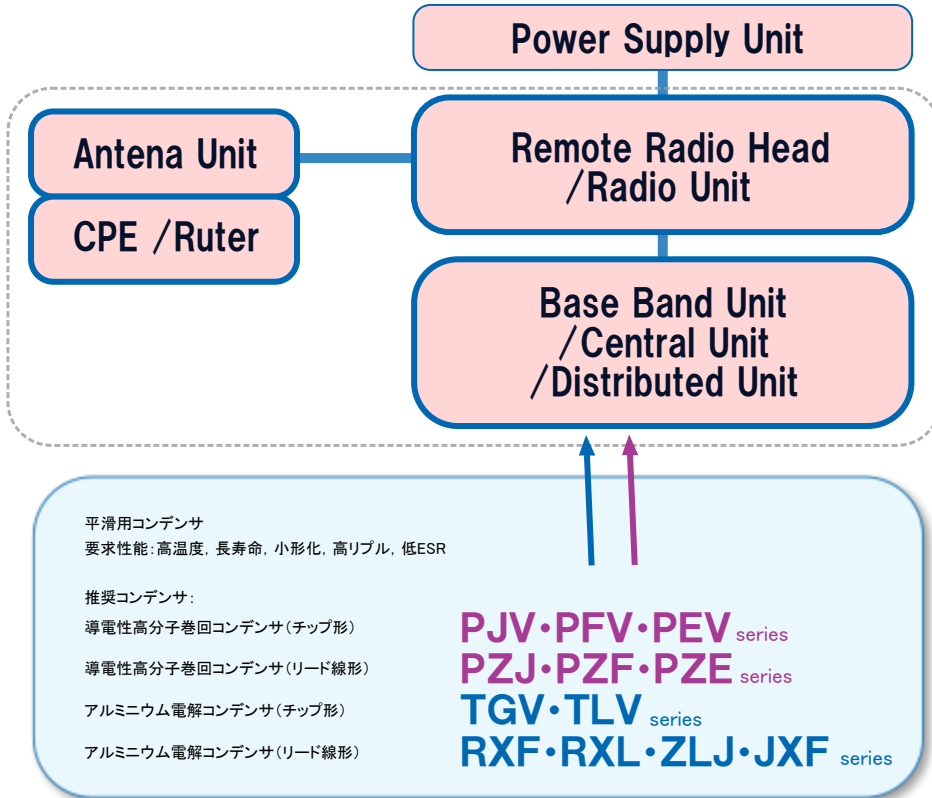 Power Supply Unit
Antena Unit
Remote Radio Head
/Radio Unit
CPE /Ruter
Base Band Unit
/Central Unit
/Distributed Unit
平滑用コンデンサ
要求性能:高温度, 長寿命, 小形化, 高リプル, 低ESR
推奨コンデンサ:
導電性高分子巻回コンデンサ(チップ形) PJV・PFV・PEV series
導電性高分子巻回コンデンサ(リード線形) PZJ・PZF・PZE series
アルミニウム電解コンデンサ(チップ形) TGV・TLV series
アルミニウム電解コンデンサ(リード線形) RXF・RXL・ZLJ・JXF series